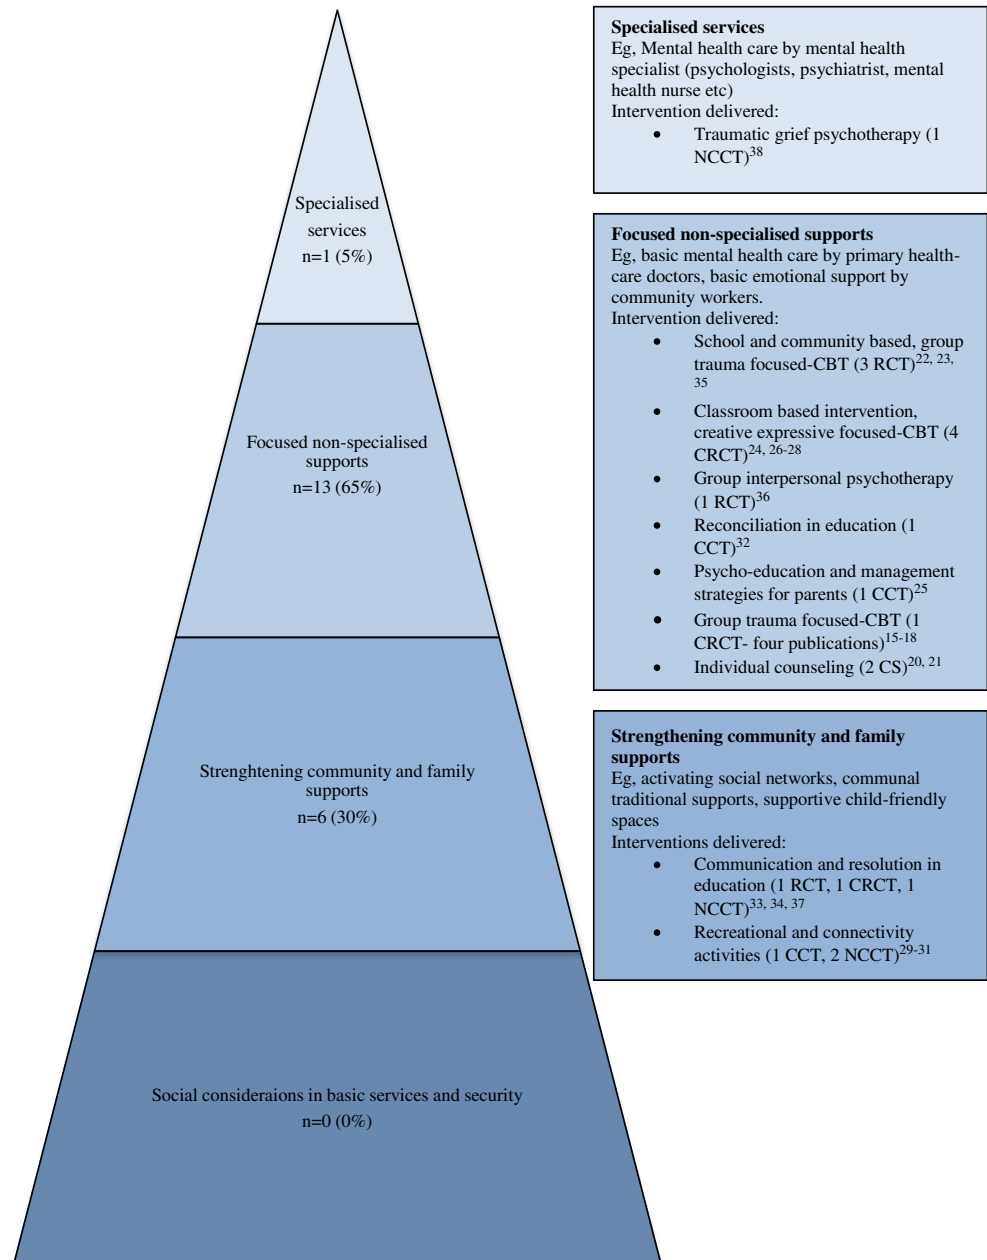 Specialised
services
n=1 (5%)
Focused non-specialised
supports
n=13 (65%)
Strenghtening community and family
supports
n=6 (30%)
Social consideraions in basic services and security
n=0 (0%)
Specialised services
Eg, Mental health care by mental health
specialist (psychologists, psychiatrist, mental
health nurse etc)
Intervention delivered:
• Traumatic grief psychotherapy (1
NCCT)38
Focused non-specialised supports
Eg, basic mental health care by primary health-
care doctors, basic emotional support by
community workers.
Intervention delivered:
• School and community based, group
trauma focused-CBT (3 RCT)22, 23,
35
• Classroom based intervention,
creative expressive focused-CBT (4
CRCT)24, 26-28
• Group interpersonal psychotherapy
(1 RCT)36
• Reconciliation in education (1
CCT)32
• Psycho-education and management
strategies for parents (1 CCT)25
• Group trauma focused-CBT (1
CRCT- four publications)15-18
• Individual counseling (2 CS)20, 21
Strengthening community and family
supports
Eg, activating social networks, communal
traditional supports, supportive child-friendly
spaces
Interventions delivered:
• Communication and resolution in
education (1 RCT, 1 CRCT, 1
NCCT)33, 34, 37
• Recreational and connectivity
activities (1 CCT, 2 NCCT)29-31